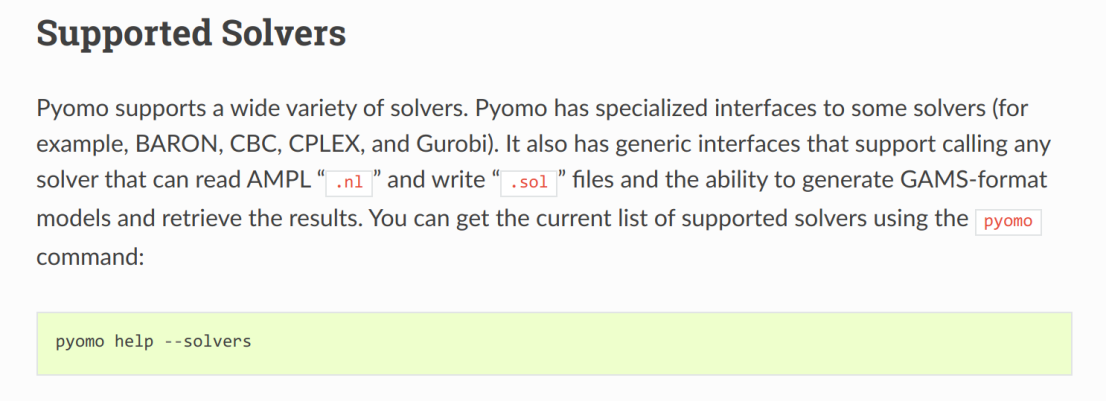 Supported Solvers
Pyomo supports a wide variety of solvers. Pyomo has specialized interfaces to some solvers (for
example, BARON, CBC, CPLEX, and Gurobi). It also has generic interfaces that support calling any
solver that can read AMPL “ .nl ” and write “ .sol ” files and the ability to generate GAMS-format
models and retrieve the results. You can get the current list of supported solvers using the pyomo
command:
pyomo help --solvers